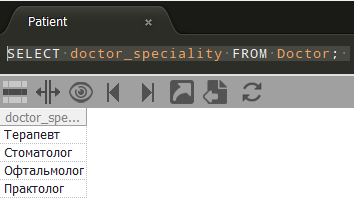 Patient
SELECT doctor_speciality FROM Doctor;
doctor_spe...
Терапевт
Стоматолог
Офтальмолог
Практолог